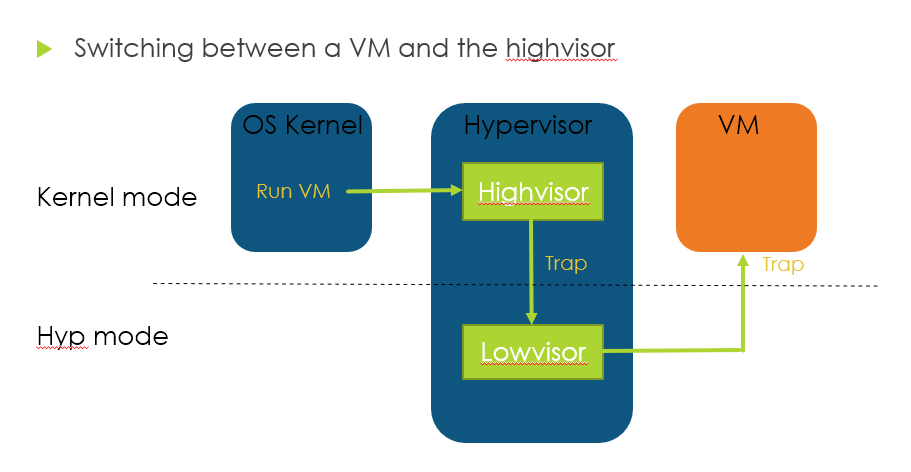 Switching between a VM and the highvisor
OS Kernel
Hypervisor
VM
Kernel mode
Run VM
Highvisor
Trap
Trap
Hyp mode
Lowvisor